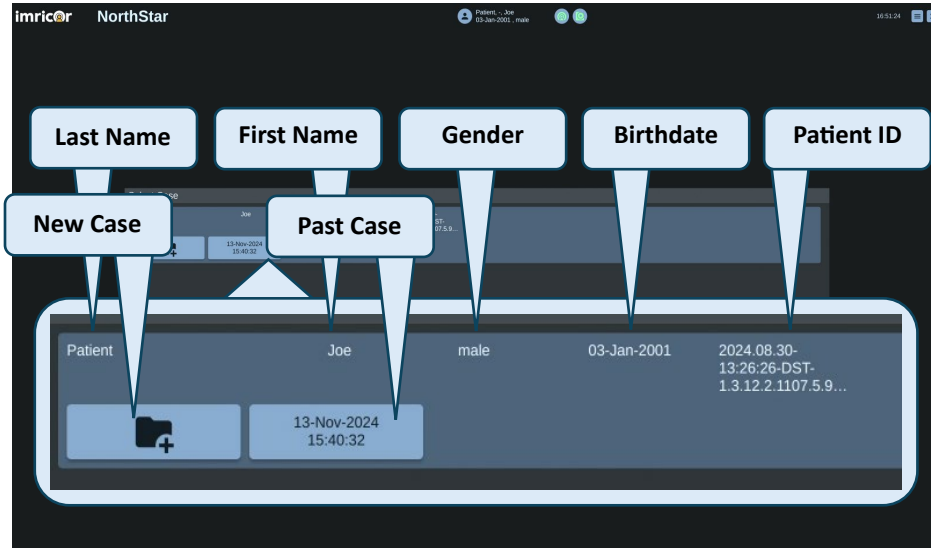 imricor NorthStar
Patient, -, Joe
03-Jan-2001 , male
16:51:24
Last Name
First Name
Gender
Birthdate
Patient ID
New Case
Past Case
Joe
13-Nov-2024
15:40:32
Patient
Joe
male
03-Jan-2001
2024.08.30-
13:26:26-DST-
1.3.12.2.1107.5.9...
13-Nov-2024
15:40:32